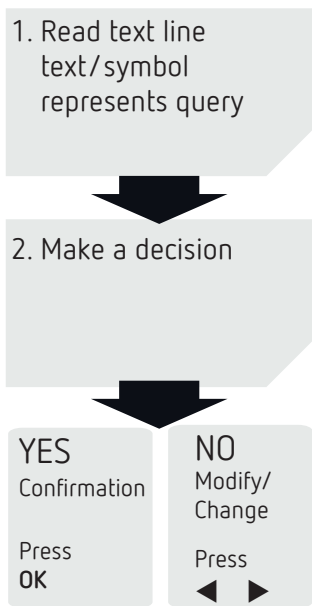 1. Read text line
text/symbol
represents query
2. Make a decision
YES
Confirmation
Press
OK
NO
Modify/
Change
Press
◀ ▶